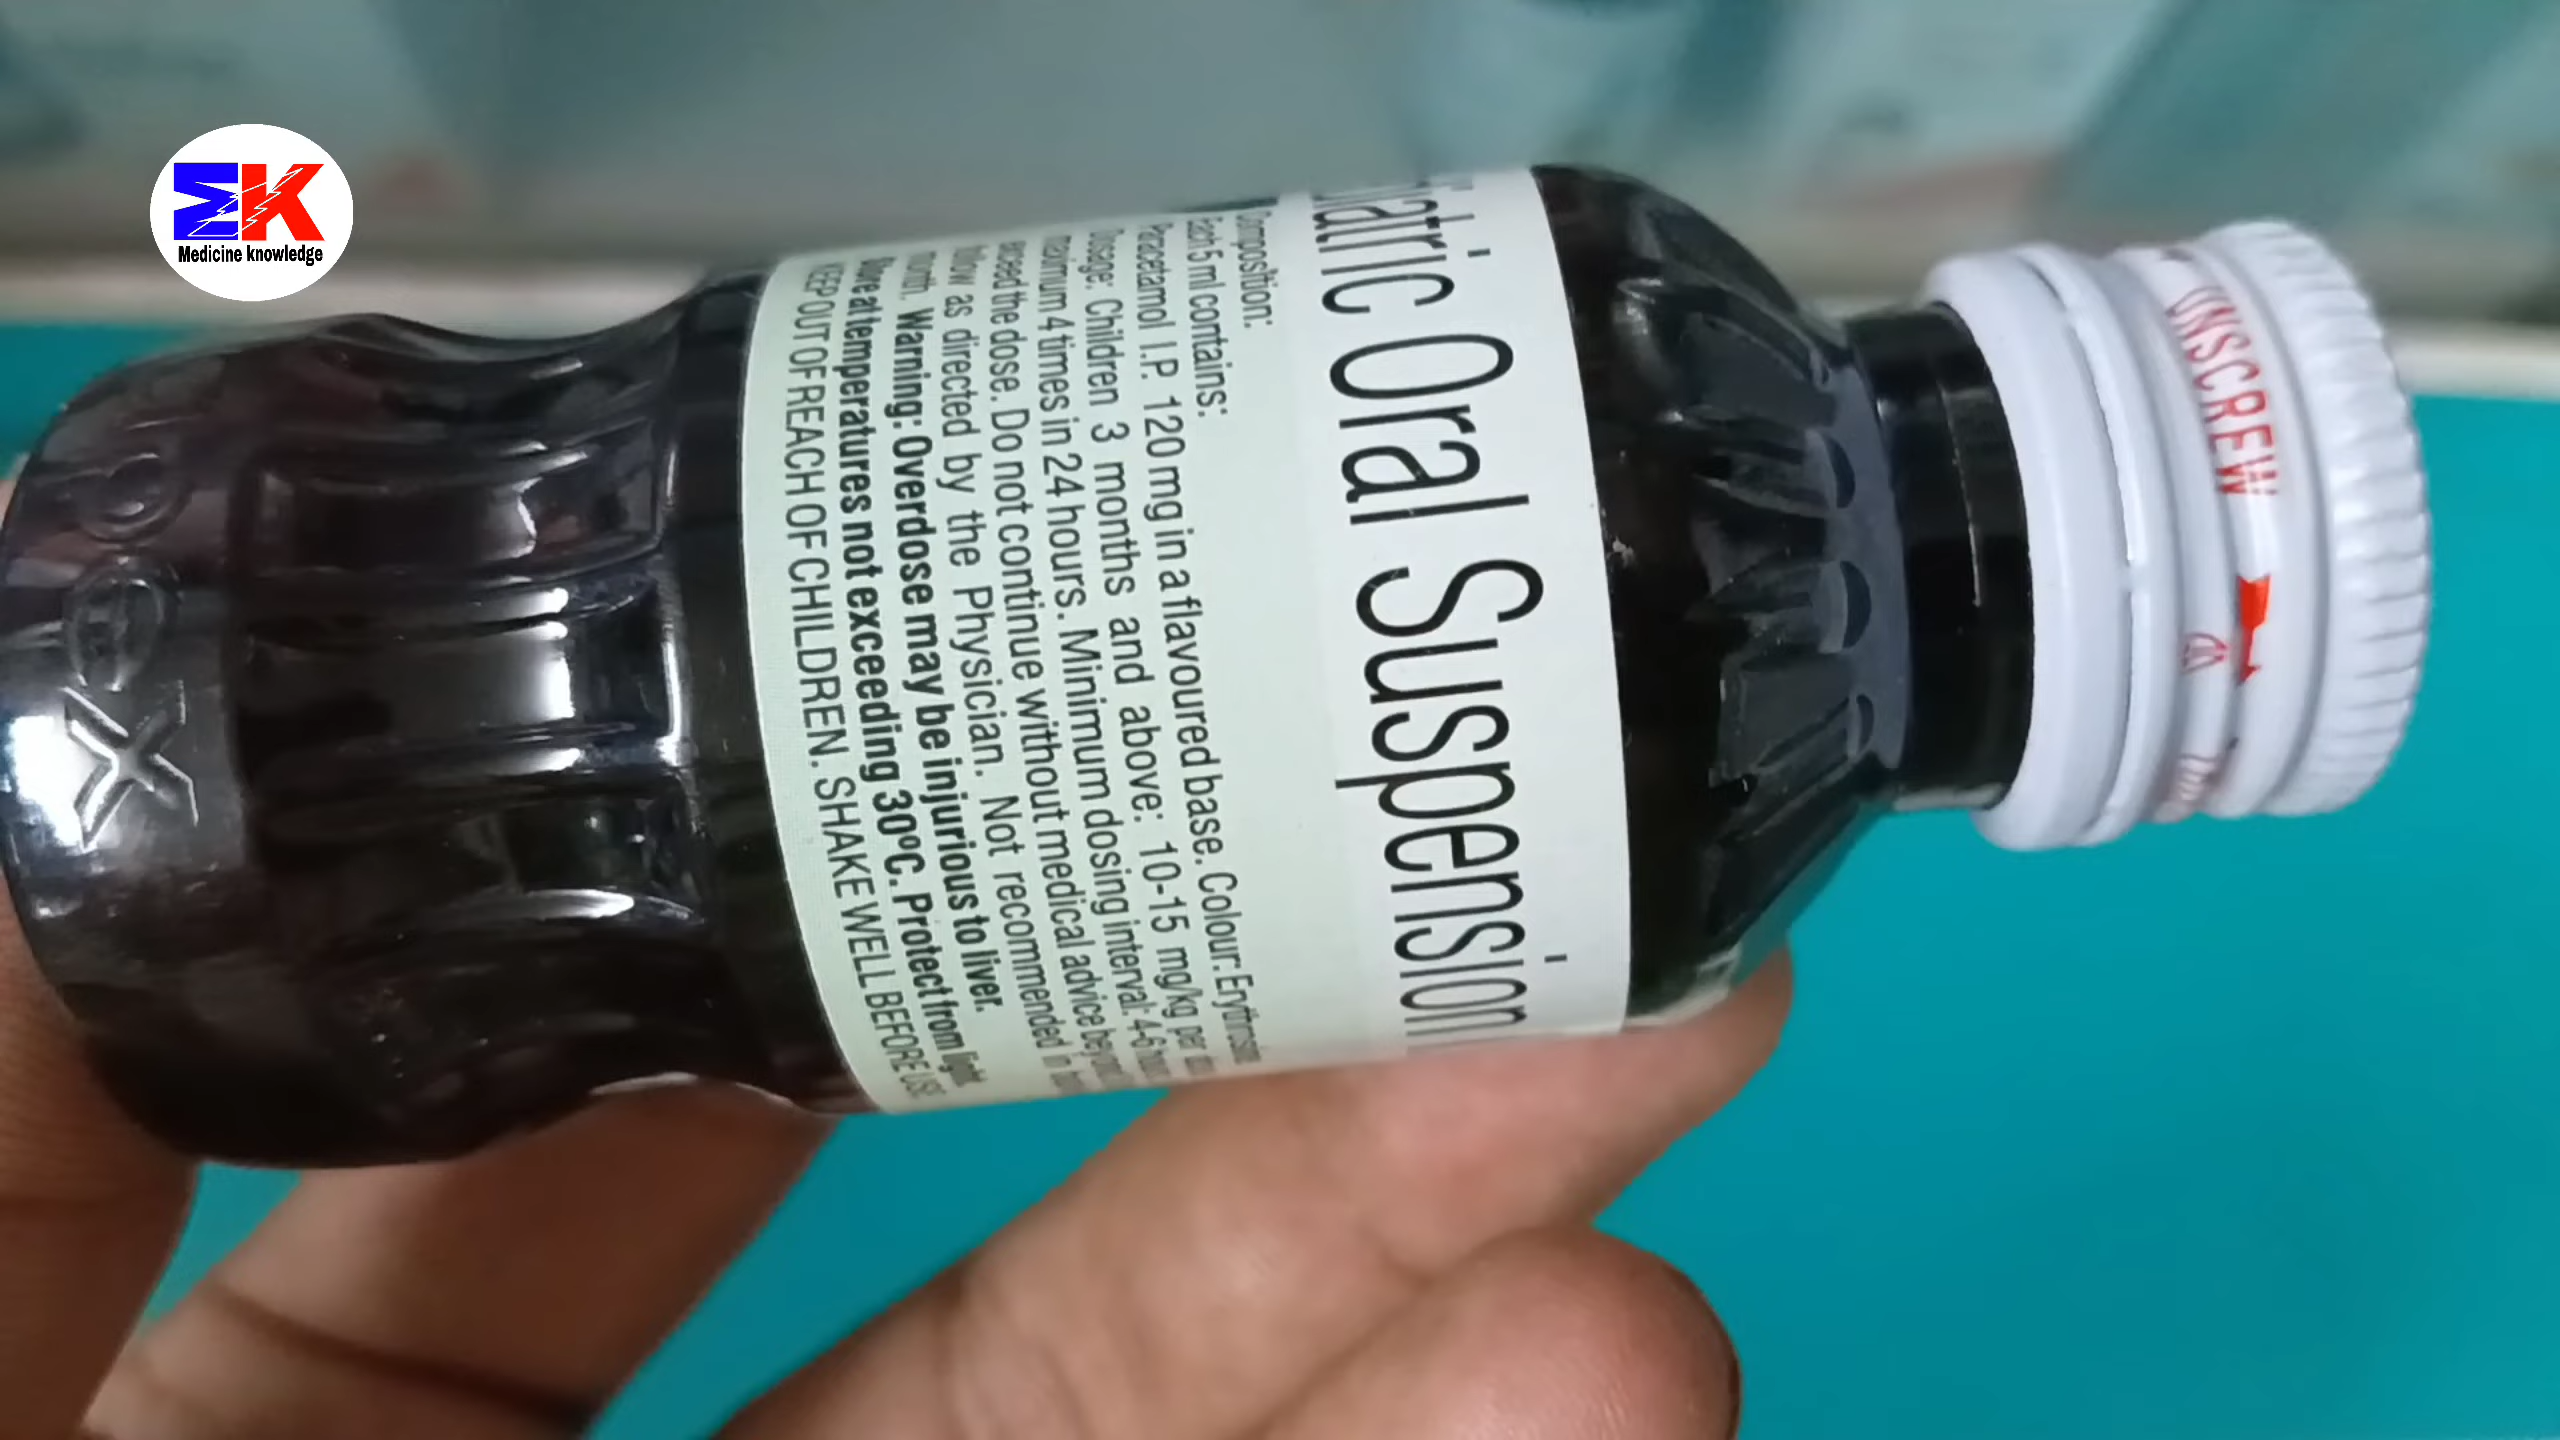 EK
Medicine knowledge
iatric Oral Suspension
Composition:
Each 5 ml contains:
Paracetamol I.P. 120 mg in a flavoured base. Colour: Erythrosine
Dosage: Children 3 months and above: 10-15 mg/kg per
maximum 4 times in 24 hours. Minimum dosing interval: 4-6 hours
exceed the dose. Do not continue without medical advice beyond
follow as directed by the Physician. Not recommended in
month. Warning: Overdose may be injurious to liver.
Store at temperatures not exceeding 30°C. Protect from light.
KEEP OUT OF REACH OF CHILDREN. SHAKE WELL BEFORE USE
UNSCREW